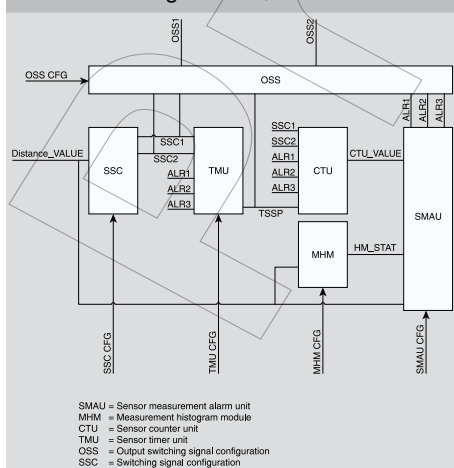 OSS1
OSS2
OSS CFG
OSS
ALR1
ALR2
ALR3
Distance_VALUE
SSC
SSC1
SSC2
ALR1
ALR2
ALR3
TMU
TSSP
SSC1
SSC2
ALR1
ALR2
ALR3
CTU
CTU_VALUE
SMAU
MHM
HM_STAT
SSC CFG
TMU CFG
MHM CFG
SMAU CFG
SMAU = Sensor measurement alarm unit
MHM = Measurement histogram module
CTU = Sensor counter unit
TMU = Sensor timer unit
OSS = Output switching signal configuration
SSC = Switching signal configuration